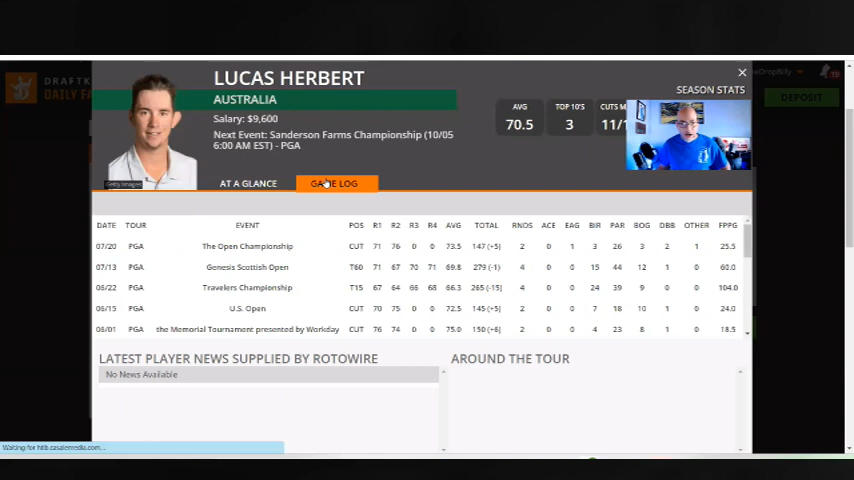 LUCAS HERBERT
DRAFTK
DAILY FA
AUSTRALIA
Salary: $9,600
Next Event: Sanderson Farms Championship (10/05
6:00 AM EST) - PGA
Getty Images
SEASON STATS
AVG TOP 10'S CUTS M
70.5 3 11/1
DEPOSIT
AT A GLANCE GAME LOG
DATE TOUR EVENT POS R1 R2 R3 R4 AVG TOTAL RNDS ACE EAG BIR PAR BOG DBB OTHER FPPG
07/20 PGA The Open Championship CUT 71 76 0 0 73.5 147 (+5) 2 0 1 3 26 3 2 1 25.5
07/13 PGA Genesis Scottish Open T60 71 67 70 71 69.8 279 (-1) 4 0 0 15 44 12 1 0 60.0
06/22 PGA Travelers Championship T15 67 64 66 68 66.3 265 (-15) 4 0 0 24 39 9 0 0 104.0
06/15 PGA U.S. Open CUT 70 75 0 0 72.5 145 (+5) 2 0 0 7 18 10 1 0 24.0
06/01 PGA the Memorial Tournament presented by Workday CUT 76 74 0 0 75.0 150 (+6) 2 0 0 4 23 8 1 0 18.5
LATEST PLAYER NEWS SUPPLIED BY ROTOWIRE
AROUND THE TOUR
No News Available